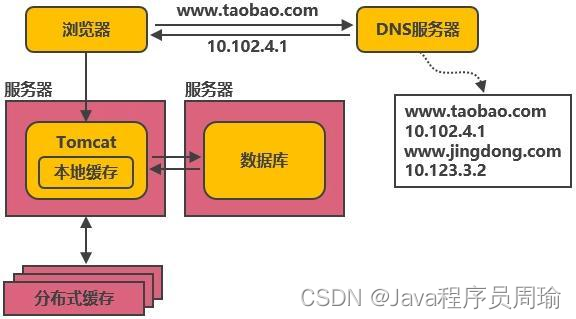 www.taobao.com
浏览器
10.102.4.1
DNS服务器
服务器
服务器
Tomcat
本地缓存
数据库
www.taobao.com
10.102.4.1
www.jingdong.com
10.123.3.2
分布式缓存
CSDN @Java程序员周瑜